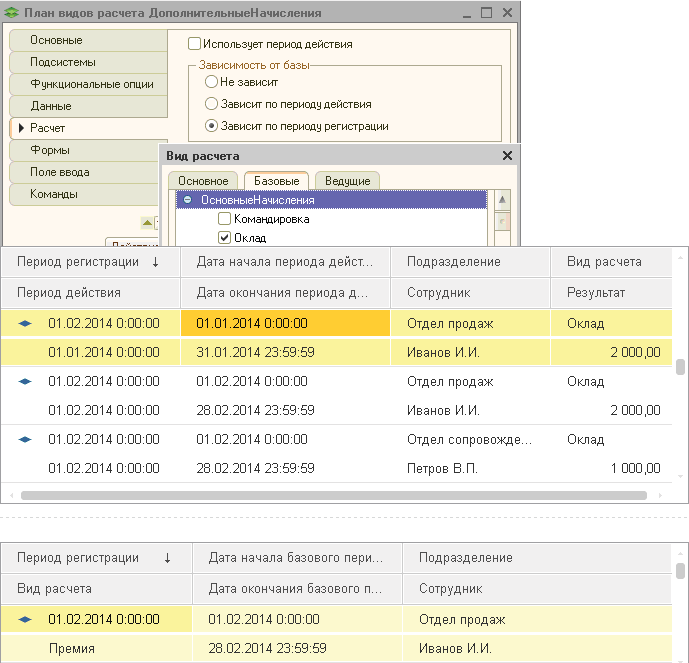 План видов расчета ДополнительныеНачисления
Основные
Подсистемы
Функциональные опции
Данные
Расчет
Формы
Поле ввода
Команды
Использует период действия
Зависимость от базы
Не зависит
Зависит по периоду действия
Зависит по периоду регистрации
Вид расчета
Основное Базовые Ведущие
ОсновныеНачисления
Командировка
Оклад
Период регистрации ↓ Дата начала периода дейст... Подразделение Вид расчета
Период действия Дата окончания периода д... Сотрудник Результат
01.02.2014 0:00:00 01.01.2014 0:00:00 Отдел продаж Оклад
01.01.2014 0:00:00 31.01.2014 23:59:59 Иванов И.И. 2 000,00
01.02.2014 0:00:00 01.02.2014 0:00:00 Отдел продаж Оклад
01.02.2014 0:00:00 28.02.2014 23:59:59 Иванов И.И. 2 000,00
01.02.2014 0:00:00 01.02.2014 0:00:00 Отдел сопровожде... Оклад
01.02.2014 0:00:00 28.02.2014 23:59:59 Петров В.П. 1 000,00
Период регистрации ↓ Дата начала базового пери... Подразделение
Вид расчета Дата окончания базового п... Сотрудник
01.02.2014 0:00:00 01.02.2014 0:00:00 Отдел продаж
Премия 28.02.2014 23:59:59 Иванов И.И.